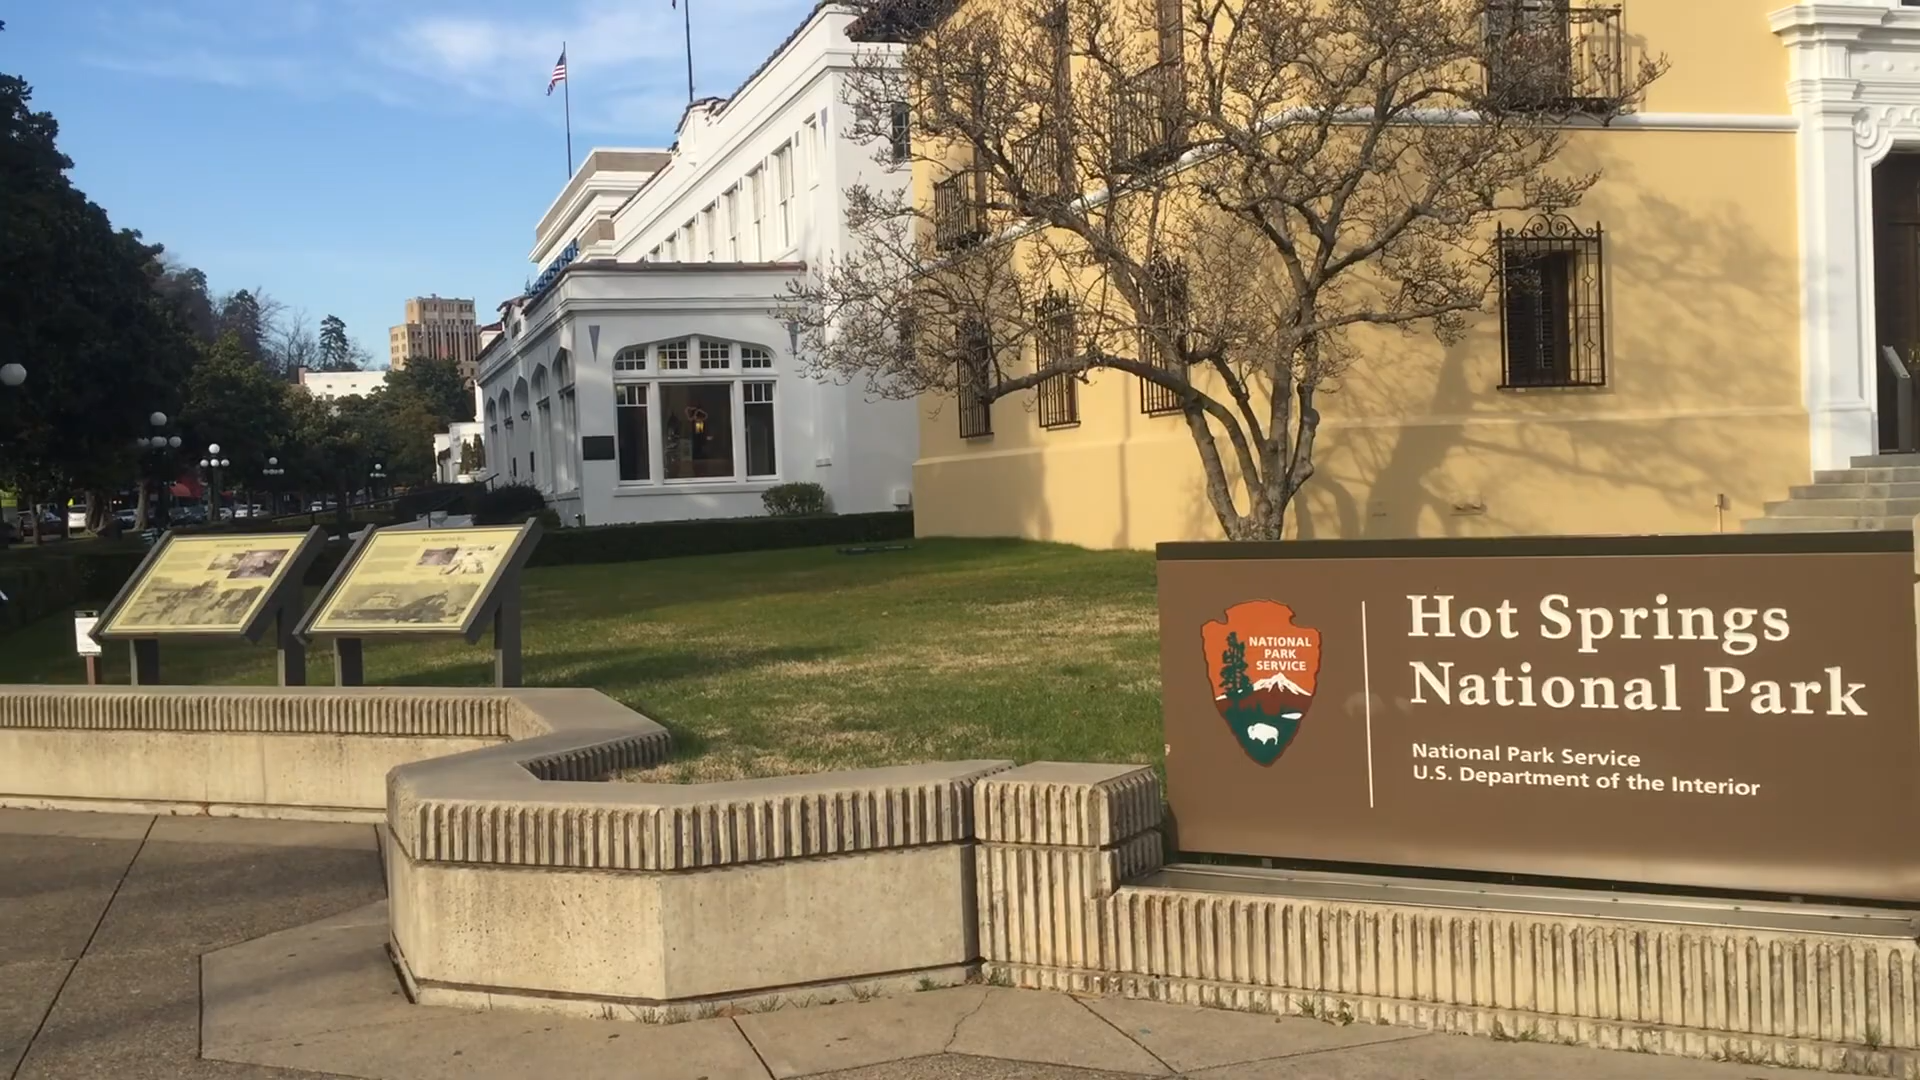 NATIONAL
PARK
SERVICE
Hot Springs
National Park
National Park Service
U.S. Department of the Interior